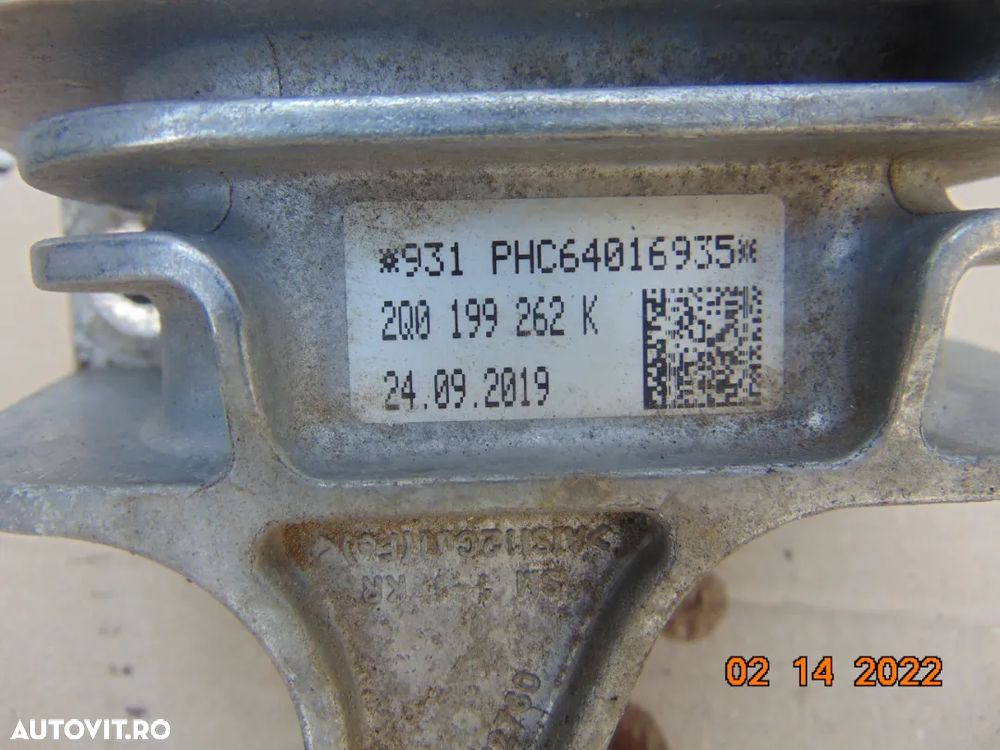 *931 PHC64016935*
2Q0 199 262 K
24.09.2019
02 14 2022
AUTOVIT.RO